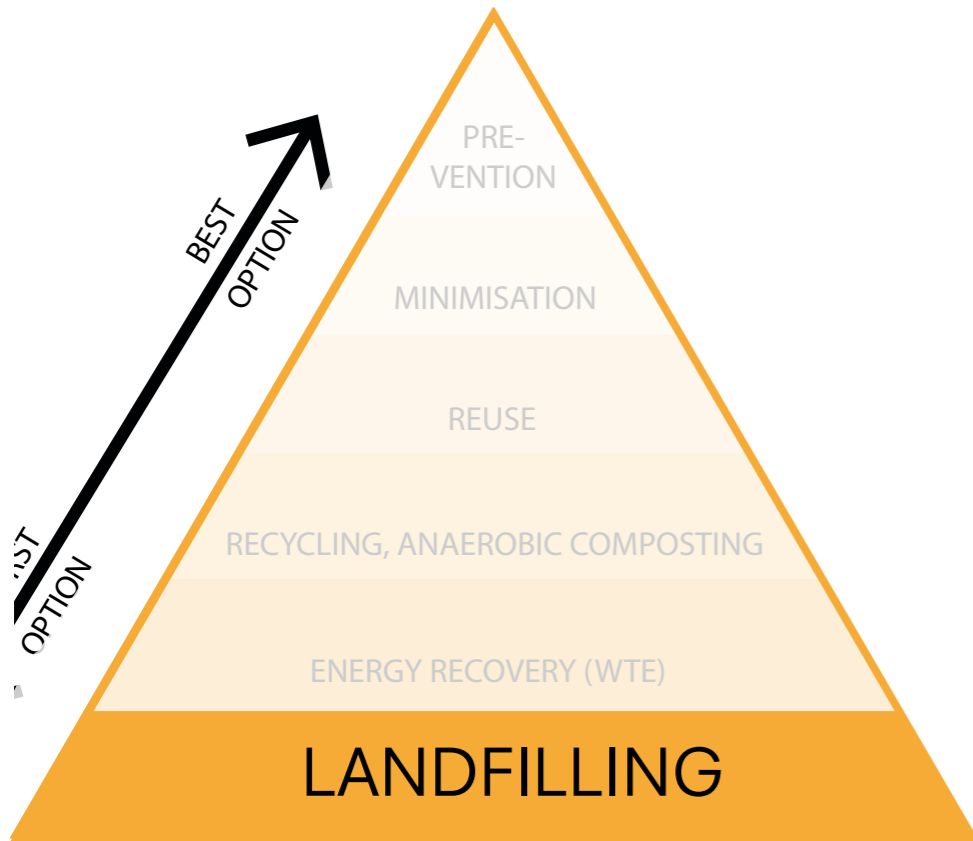 PRE-
VENTION
BEST
OPTION
MINIMISATION
REUSE
RECYCLING, ANAEROBIC COMPOSTING
OPTION
ENERGY RECOVERY (WTE)
LANDFILLING